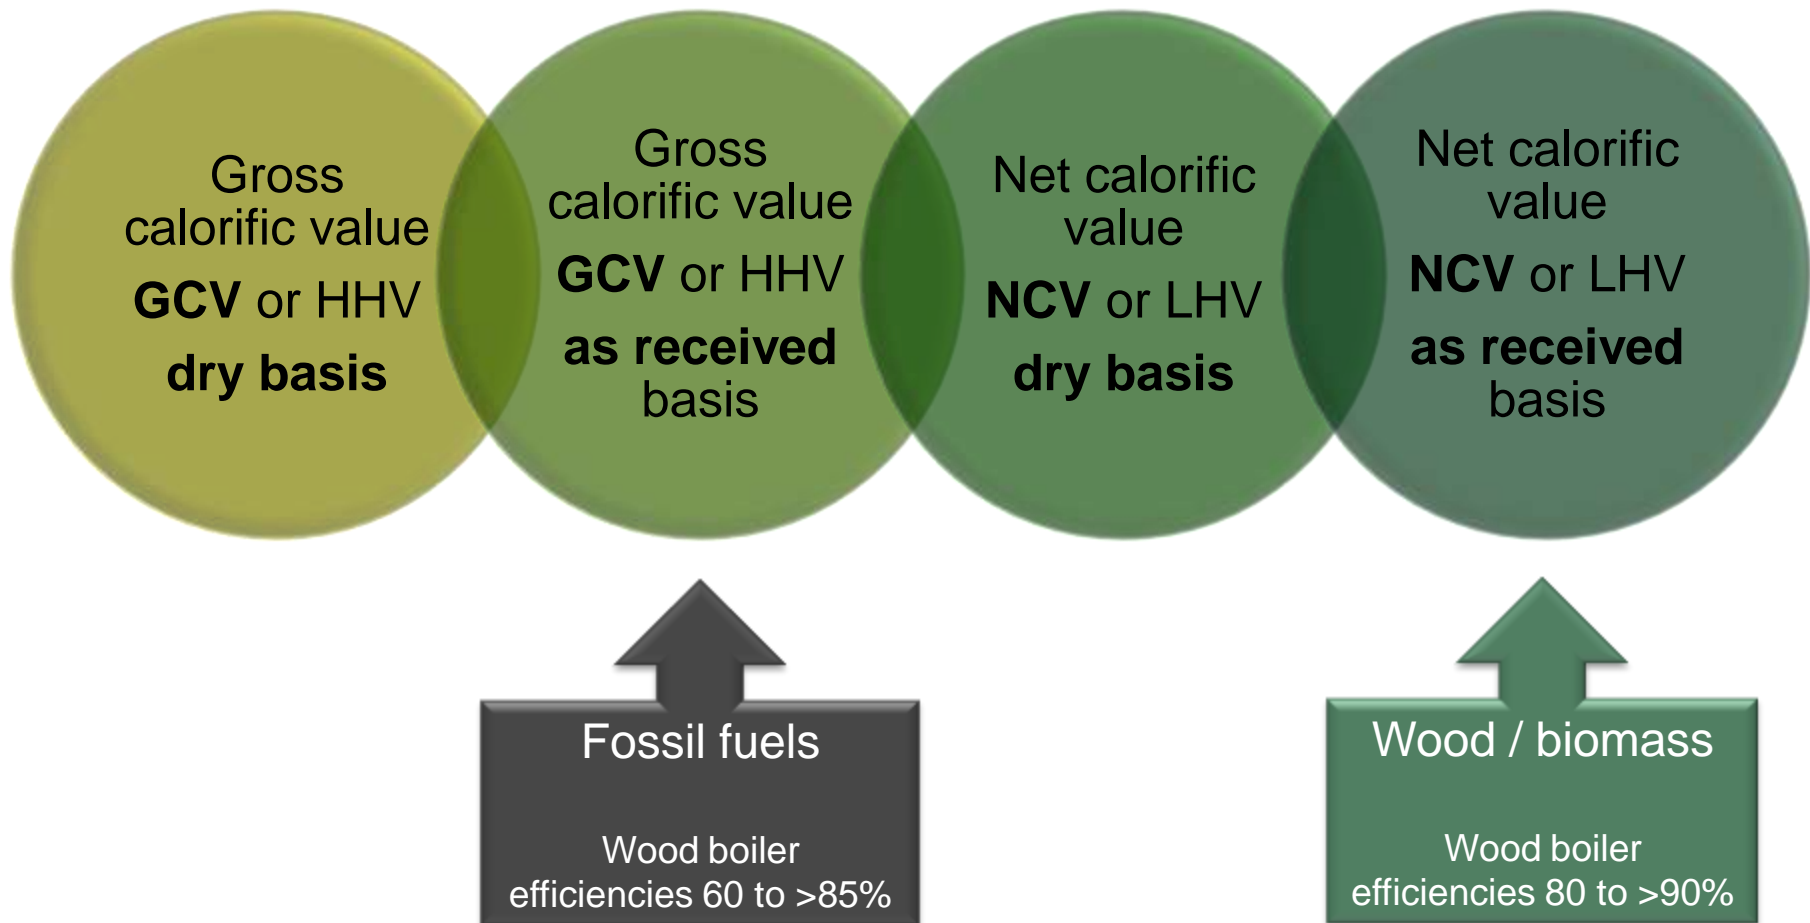 Gross
calorific value
GCV or HHV
dry basis
Gross
calorific value
GCV or HHV
as received
basis
Net calorific
value
NCV or LHV
dry basis
Net calorific
value
NCV or LHV
as received
basis
Fossil fuels
Wood boiler
efficiencies 60 to >85%
Wood / biomass
Wood boiler
efficiencies 80 to >90%